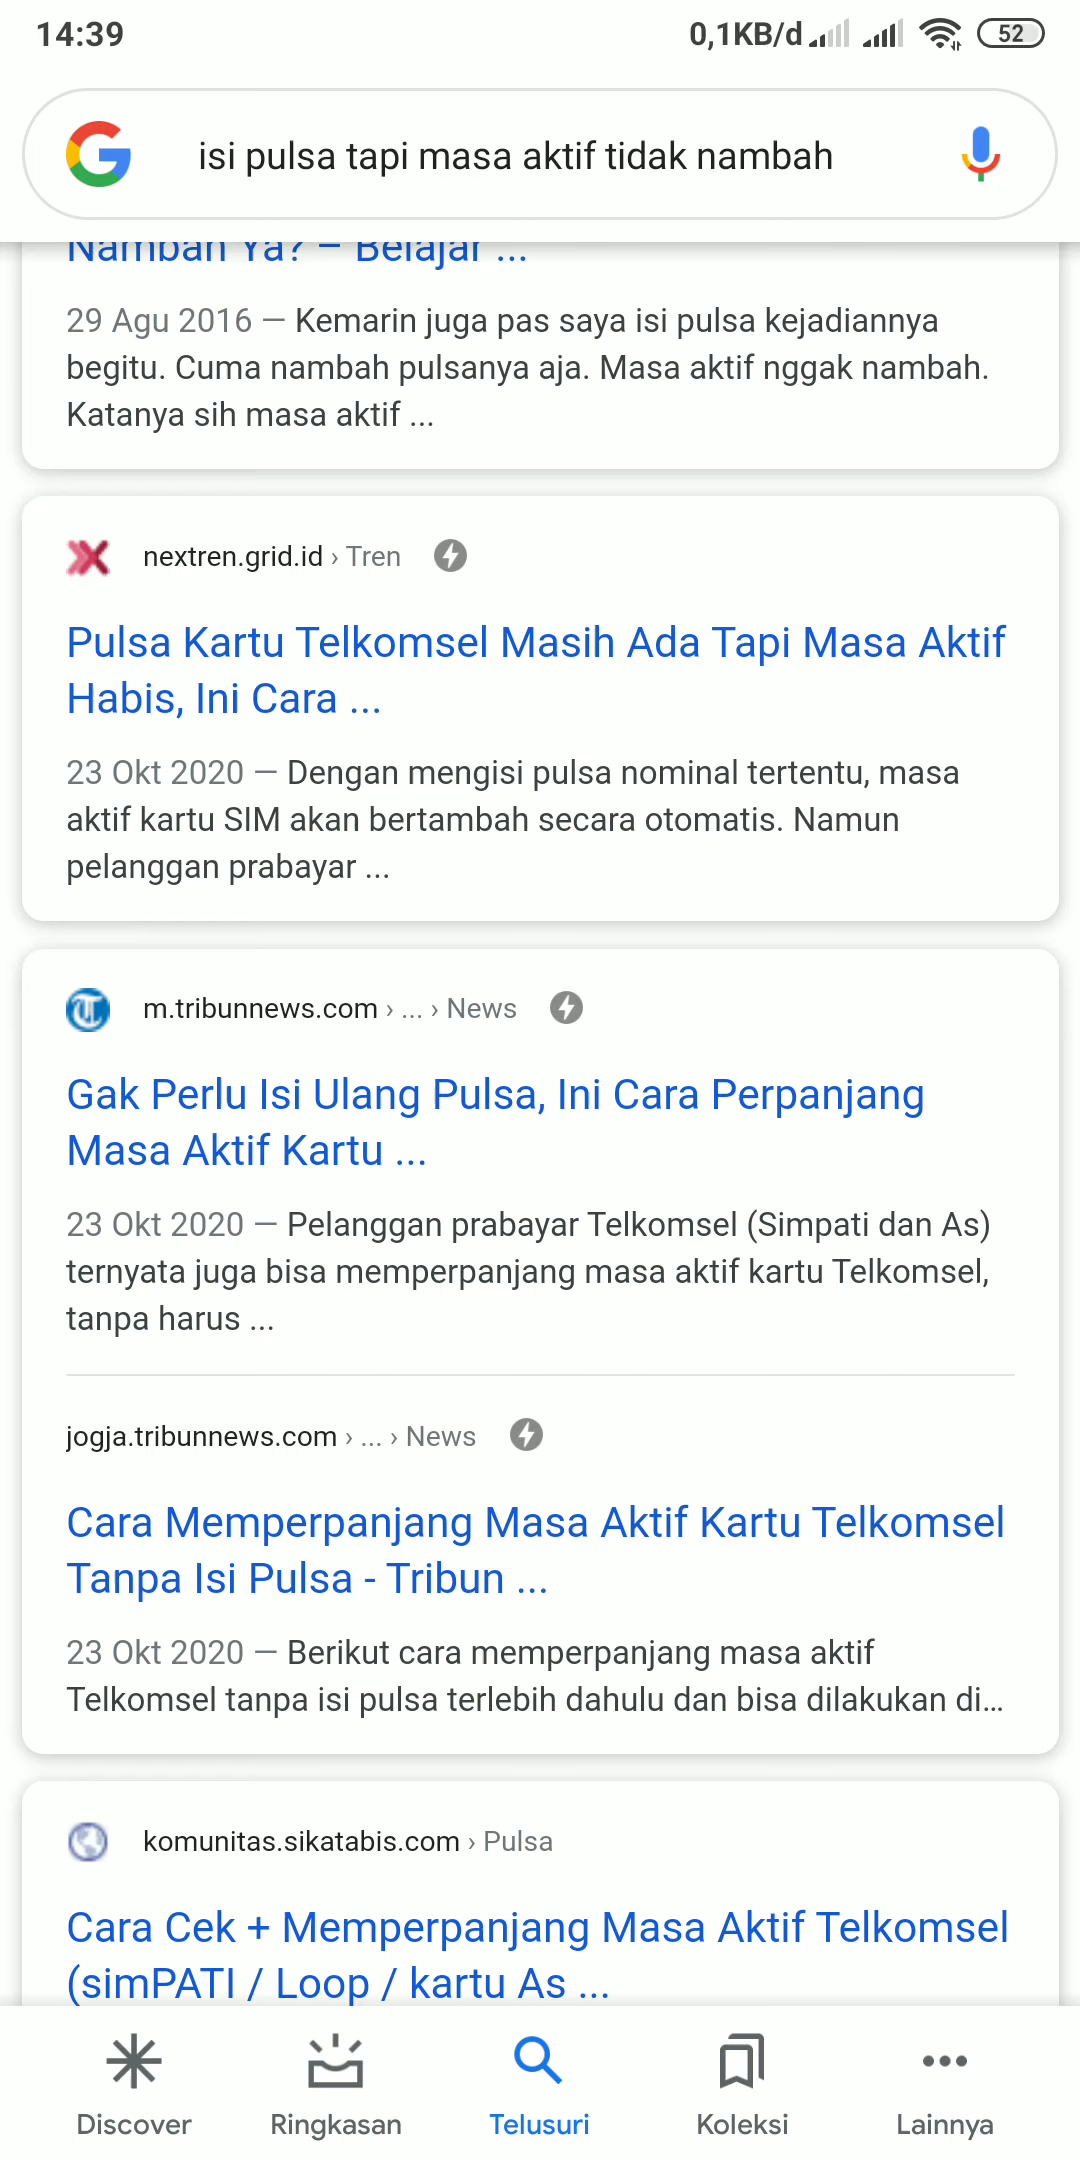 14:39
0,1KB/d
52
isi pulsa tapi masa aktif tidak nambah
Nambah Ya? – Belajar ...
29 Agu 2016 — Kemarin juga pas saya isi pulsa kejadiannya
begitu. Cuma nambah pulsanya aja. Masa aktif nggak nambah.
Katanya sih masa aktif ...
nextren.grid.id › Tren
Pulsa Kartu Telkomsel Masih Ada Tapi Masa Aktif
Habis, Ini Cara ...
23 Okt 2020 — Dengan mengisi pulsa nominal tertentu, masa
aktif kartu SIM akan bertambah secara otomatis. Namun
pelanggan prabayar ...
m.tribunnews.com › ... › News
Gak Perlu Isi Ulang Pulsa, Ini Cara Perpanjang
Masa Aktif Kartu ...
23 Okt 2020 — Pelanggan prabayar Telkomsel (Simpati dan As)
ternyata juga bisa memperpanjang masa aktif kartu Telkomsel,
tanpa harus ...
jogja.tribunnews.com › ... › News
Cara Memperpanjang Masa Aktif Kartu Telkomsel
Tanpa Isi Pulsa - Tribun ...
23 Okt 2020 — Berikut cara memperpanjang masa aktif
Telkomsel tanpa isi pulsa terlebih dahulu dan bisa dilakukan di...
komunitas.sikatabis.com › Pulsa
Cara Cek + Memperpanjang Masa Aktif Telkomsel
(simPATI / Loop / kartu As ...
Discover
Ringkasan
Telusuri
Koleksi
Lainnya